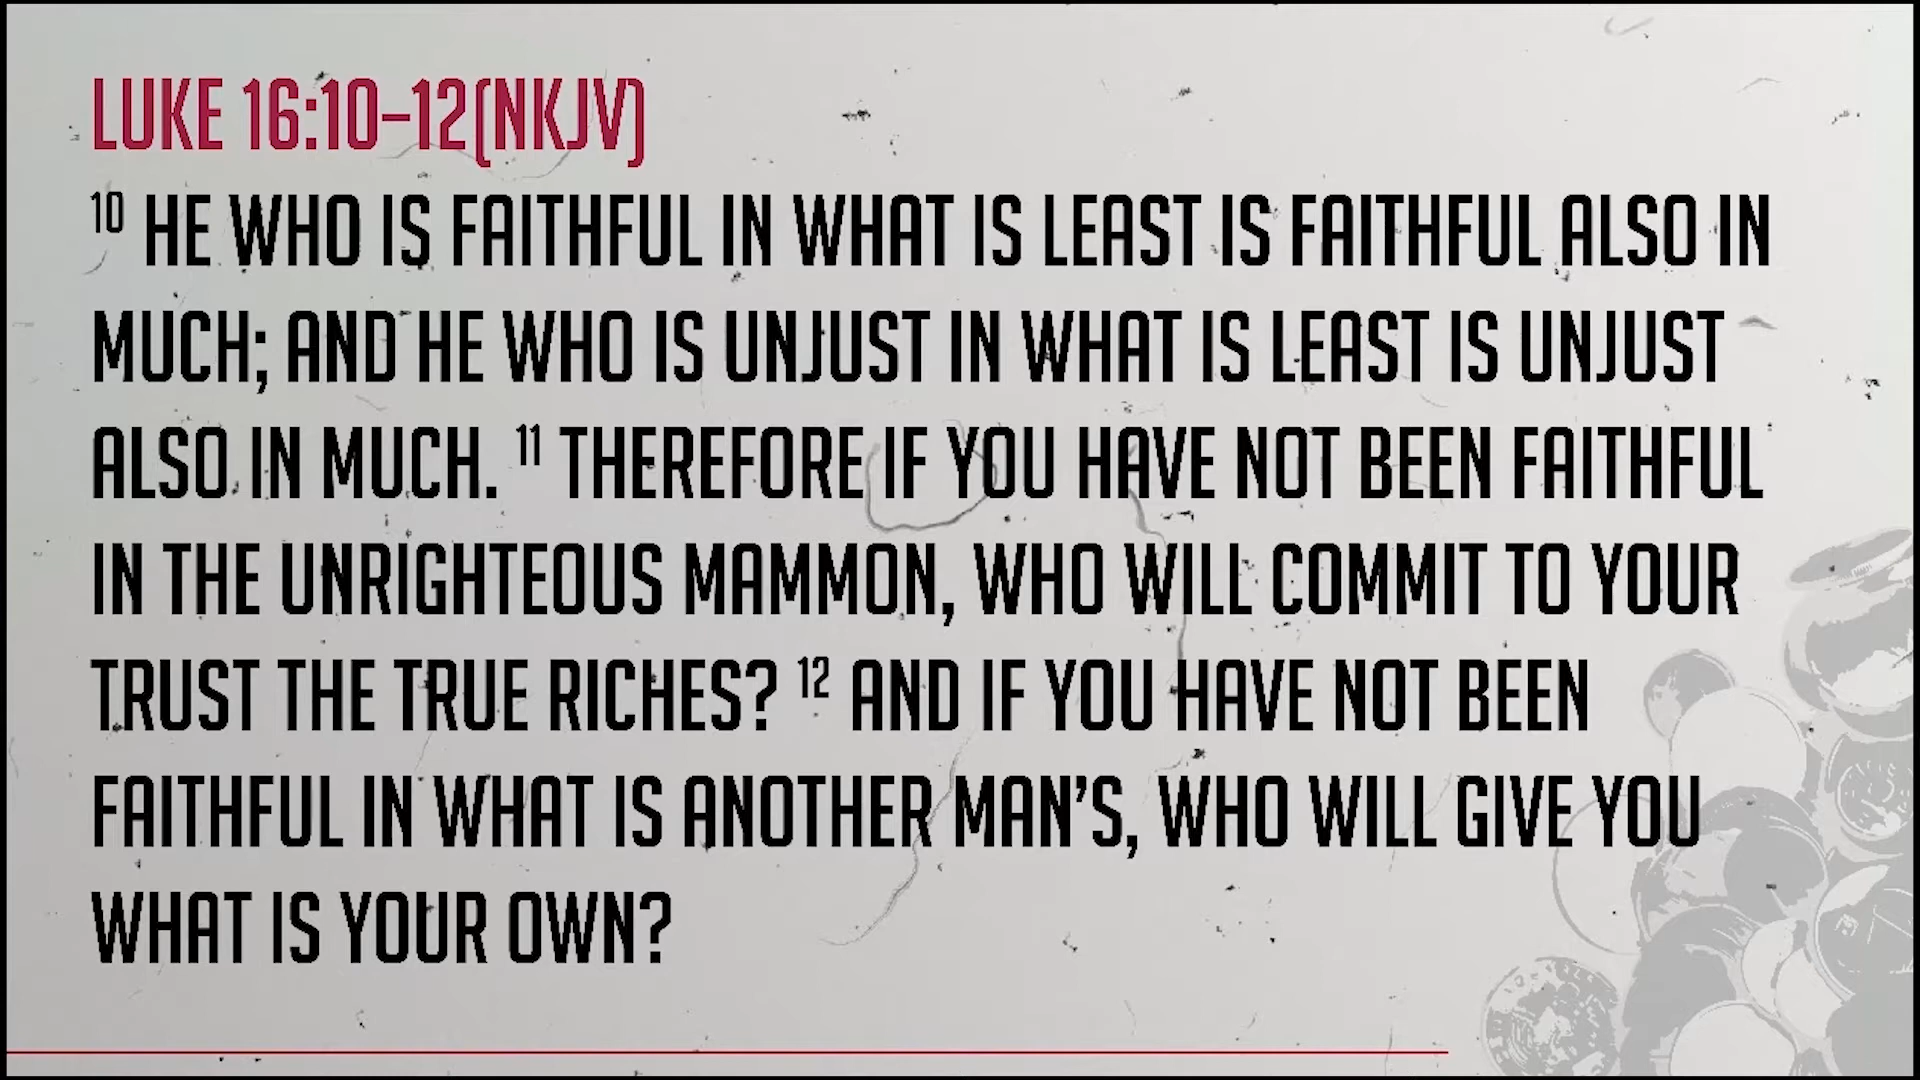 LUKE 16:10–12(NKJV)
10 HE WHO IS FAITHFUL IN WHAT IS LEAST IS FAITHFUL ALSO IN
MUCH; AND HE WHO IS UNJUST IN WHAT IS LEAST IS UNJUST
ALSO IN MUCH. 11 THEREFORE IF YOU HAVE NOT BEEN FAITHFUL
IN THE UNRIGHTEOUS MAMMON, WHO WILL COMMIT TO YOUR
TRUST THE TRUE RICHES? 12 AND IF YOU HAVE NOT BEEN
FAITHFUL IN WHAT IS ANOTHER MAN'S, WHO WILL GIVE YOU
WHAT IS YOUR OWN?